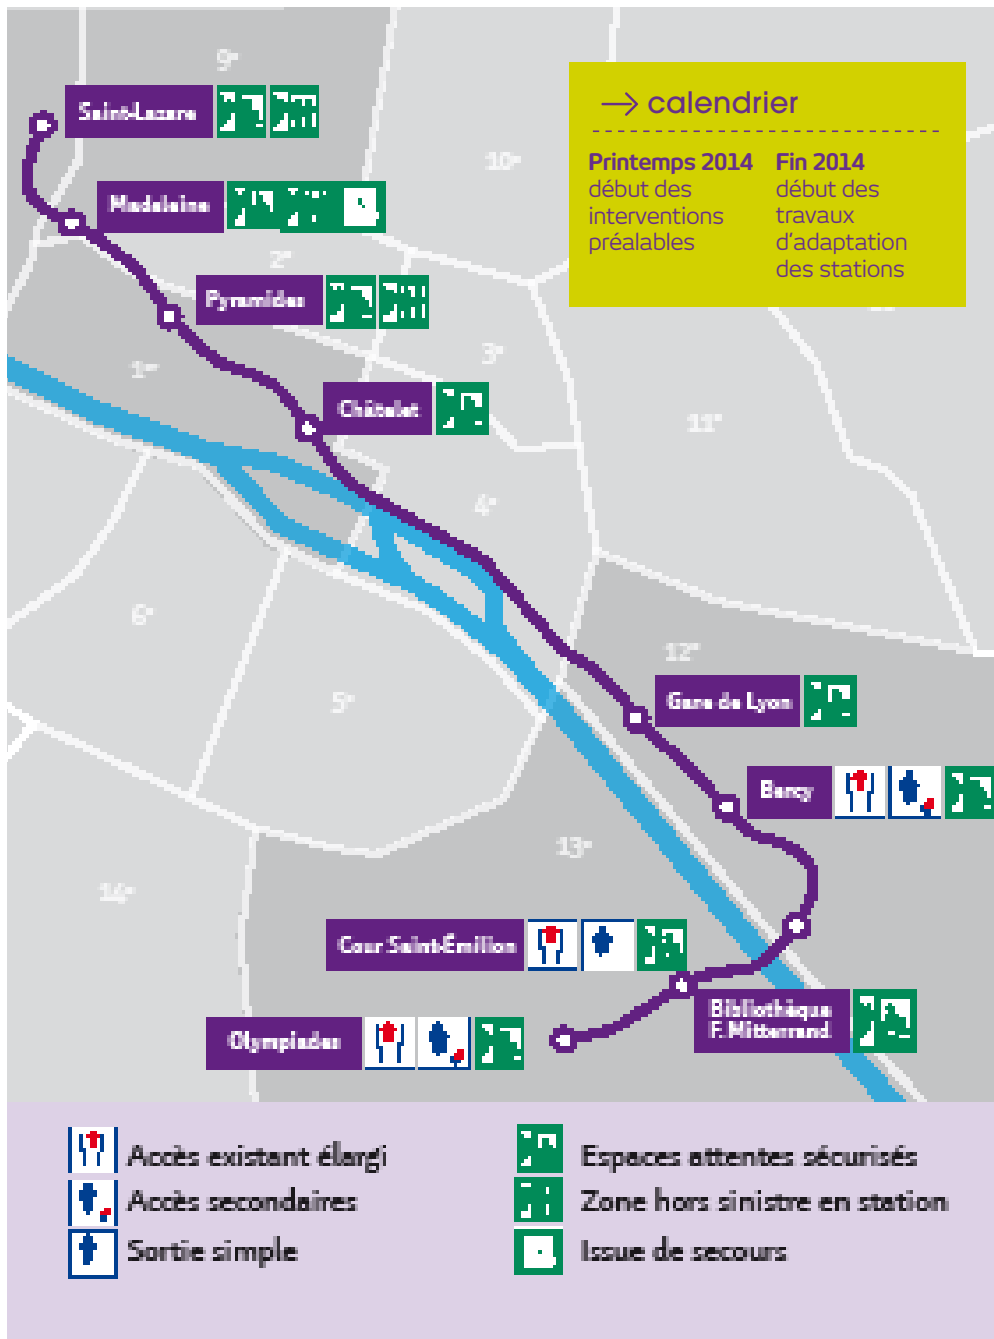 9e
Saint-Lazare
→ calendrier
Printemps 2014
début des
interventions
préalables
Fin 2014
début des
travaux
d’adaptation
des stations
10e
Madeleine
2e
Pyramides
3e
1er
Châtelet
11e
4e
6e
12e
5e
Gare de Lyon
Bercy
13e
14e
Cour Saint-Émilion
Bibliothèque
F. Mitterrand
Olympiades
Accès existant élargi
Accès secondaires
Sortie simple
Espaces attentes sécurisés
Zone hors sinistre en station
Issue de secours